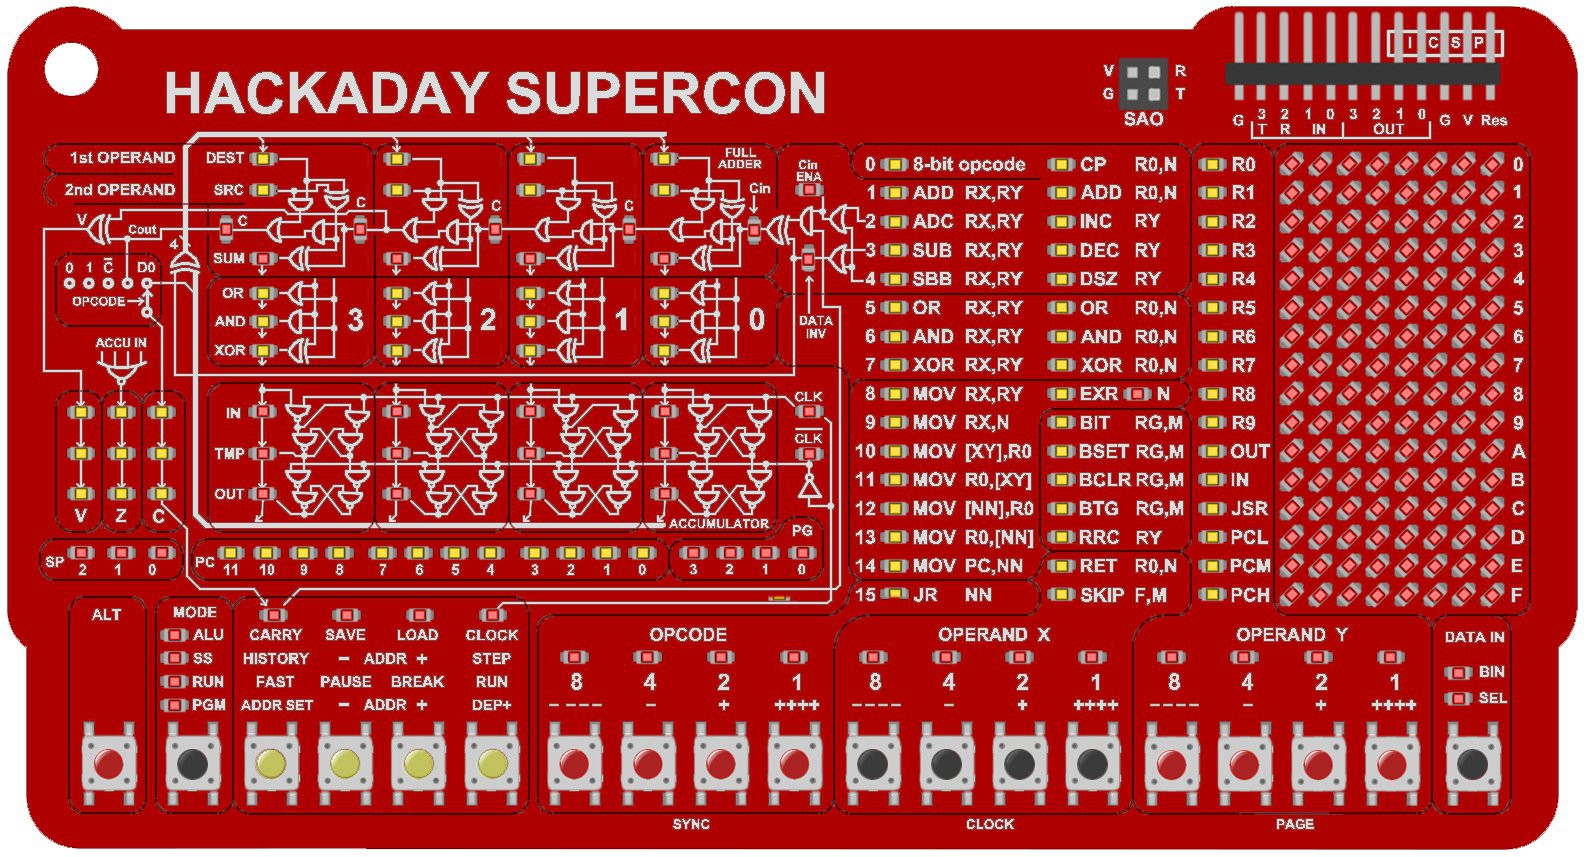 HACKADAY SUPERCON
I C S P
V R
G T
SAO
G 3 2 1 0 3 2 1 0 G V Res
T R IN OUT
1st OPERAND DEST FULL ADDER
2nd OPERAND SRC Cin
Cin ENA
V Cout C C C C
4
SUM
0 1 C D0
OPCODE
OR
AND 3 2 1 0
XOR
DATA INV
ACCU IN
IN CLK
TMP CLK
OUT
ACCUMULATOR
V Z C
SP 2 1 0
PC 11 10 9 8 7 6 5 4 3 2 1 0
PG
3 2 1 0
0 8-bit opcode CP R0,N R0 0
1 ADD RX,RY ADD R0,N R1 1
2 ADC RX,RY INC RY R2 2
3 SUB RX,RY DEC RY R3 3
4 SBB RX,RY DSZ RY R4 4
5 OR RX,RY OR R0,N R5 5
6 AND RX,RY AND R0,N R6 6
7 XOR RX,RY XOR R0,N R7 7
8 MOV RX,RY EXR N R8 8
9 MOV RX,N BIT RG,M R9 9
10 MOV [XY],R0 BSET RG,M OUT A
11 MOV R0,[XY] BCLR RG,M IN B
12 MOV [NN],R0 BTG RG,M JSR C
13 MOV R0,[NN] RRC RY PCL D
14 MOV PC,NN RET R0,N PCM E
15 JR NN SKIP F,M PCH F
ALT
MODE
ALU
SS
RUN
PGM
CARRY SAVE LOAD CLOCK
HISTORY – ADDR + STEP
FAST PAUSE BREAK RUN
ADDR SET – ADDR + DEP+
OPCODE
8 4 2 1
---- – + ++++
OPERAND X
8 4 2 1
---- – + ++++
OPERAND Y
8 4 2 1
---- – + ++++
DATA IN
BIN
SEL
SYNC CLOCK PAGE